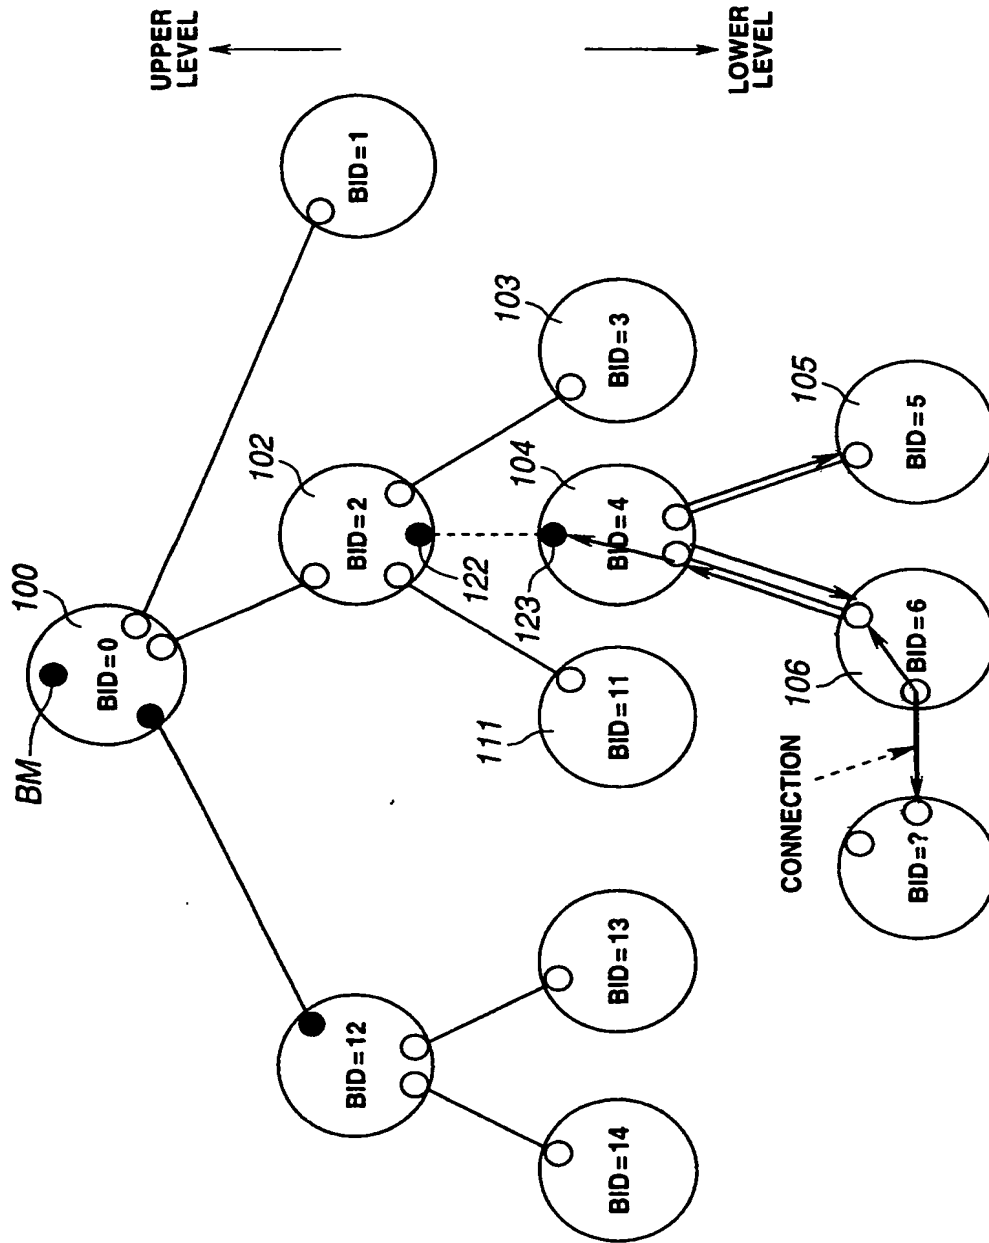 UPPER
LEVEL
LOWER
LEVEL
100
BM
BID=0
BID=1
102
BID=2
122
BID=12
103
BID=3
104
BID=4
123
111
BID=11
BID=13
BID=14
105
BID=5
106
BID=6
CONNECTION
BID=?